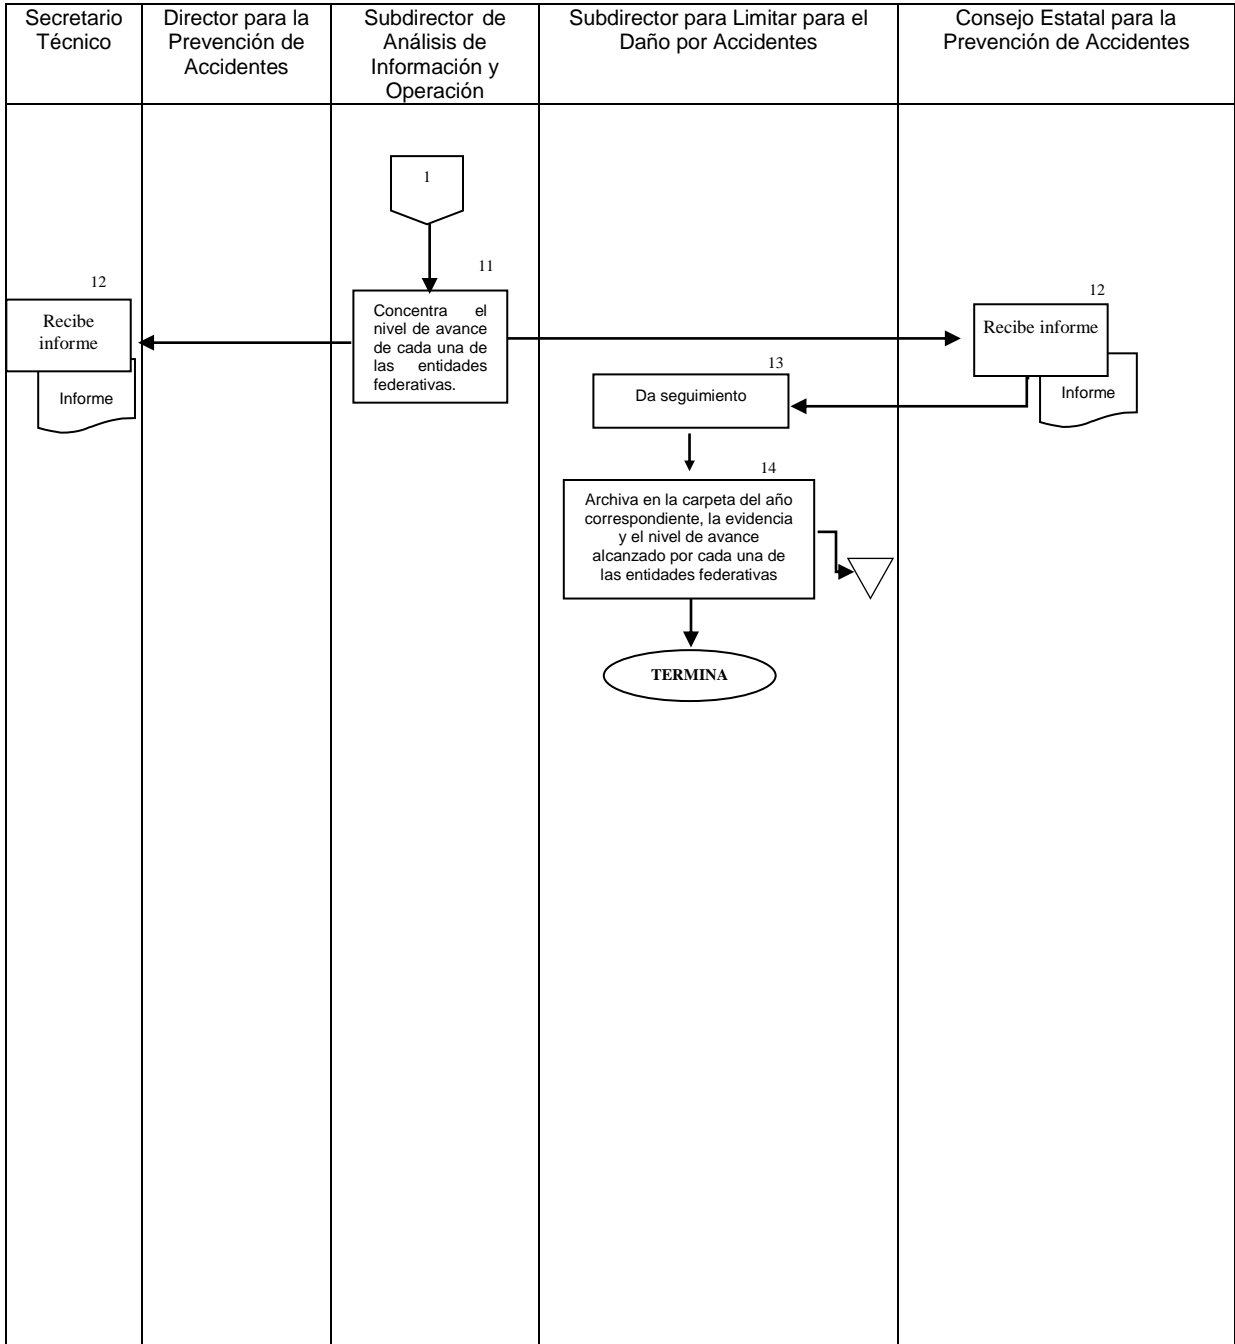 Secretario
Técnico
Director para la
Prevención de
Accidentes
Subdirector de
Análisis de
Información y
Operación
Subdirector para Limitar para el
Daño por Accidentes
Consejo Estatal para la
Prevención de Accidentes
1
11
Concentra el
nivel de avance
de cada una de
las entidades
federativas.
12
Recibe
informe
Informe
12
Recibe informe
Informe
13
Da seguimiento
14
Archiva en la carpeta del año
correspondiente, la evidencia
y el nivel de avance
alcanzado por cada una de
las entidades federativas
TERMINA